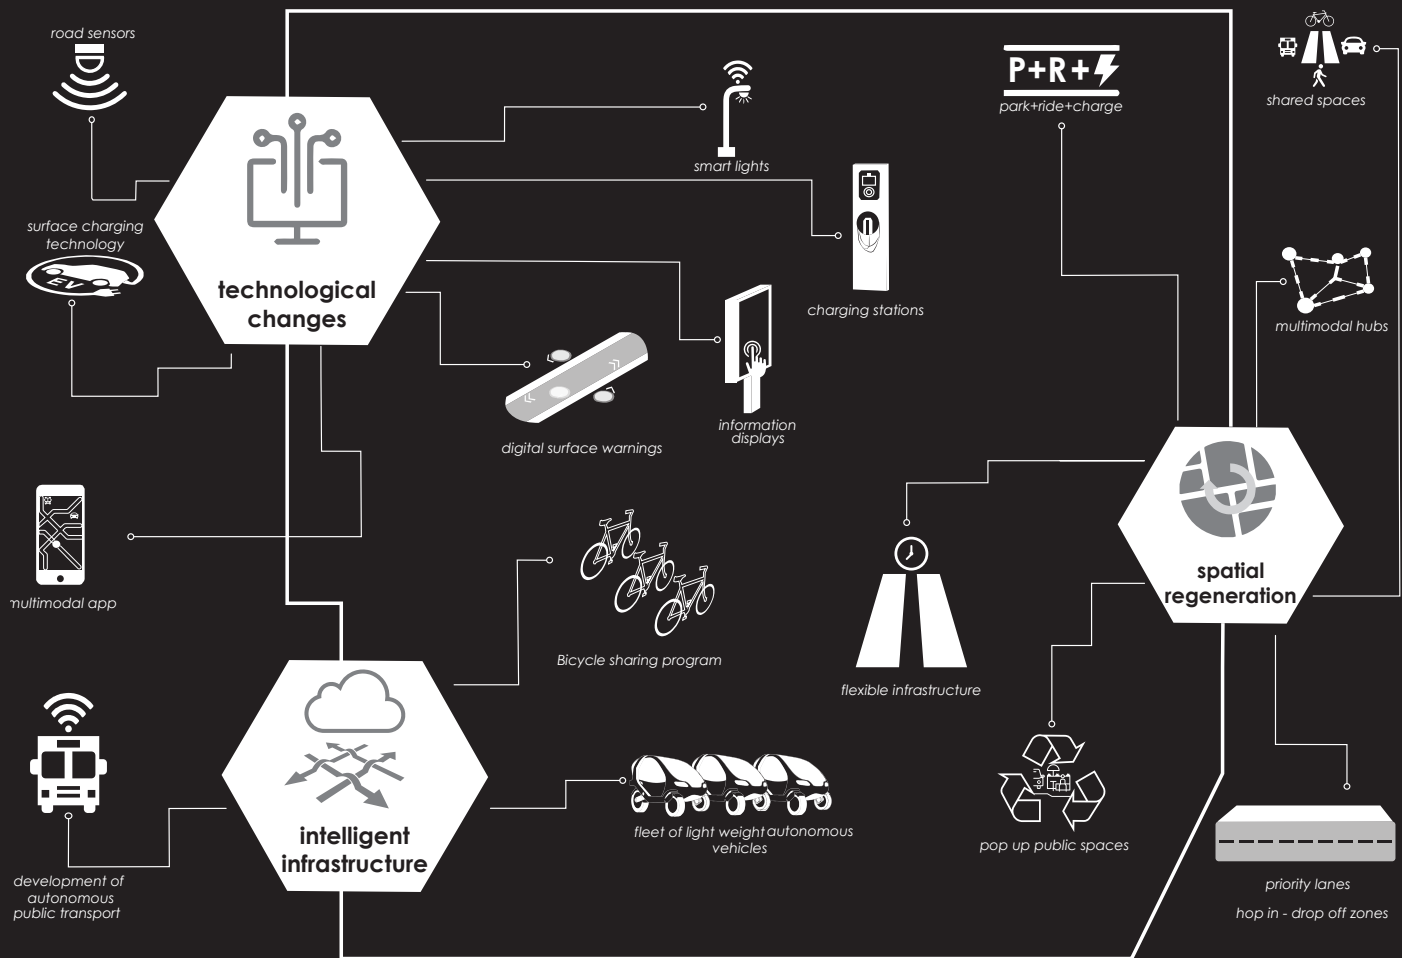 road sensors
P+R+
park+ride+charge
shared spaces
smart lights
surface charging
technology
EV
technological
changes
charging stations
multimodal hubs
information
displays
digital surface warnings
multimodal app
spatial
regeneration
Bicycle sharing program
flexible infrastructure
intelligent
infrastructure
fleet of light weight autonomous
vehicles
pop up public spaces
development of
autonomous
public transport
priority lanes
hop in - drop off zones